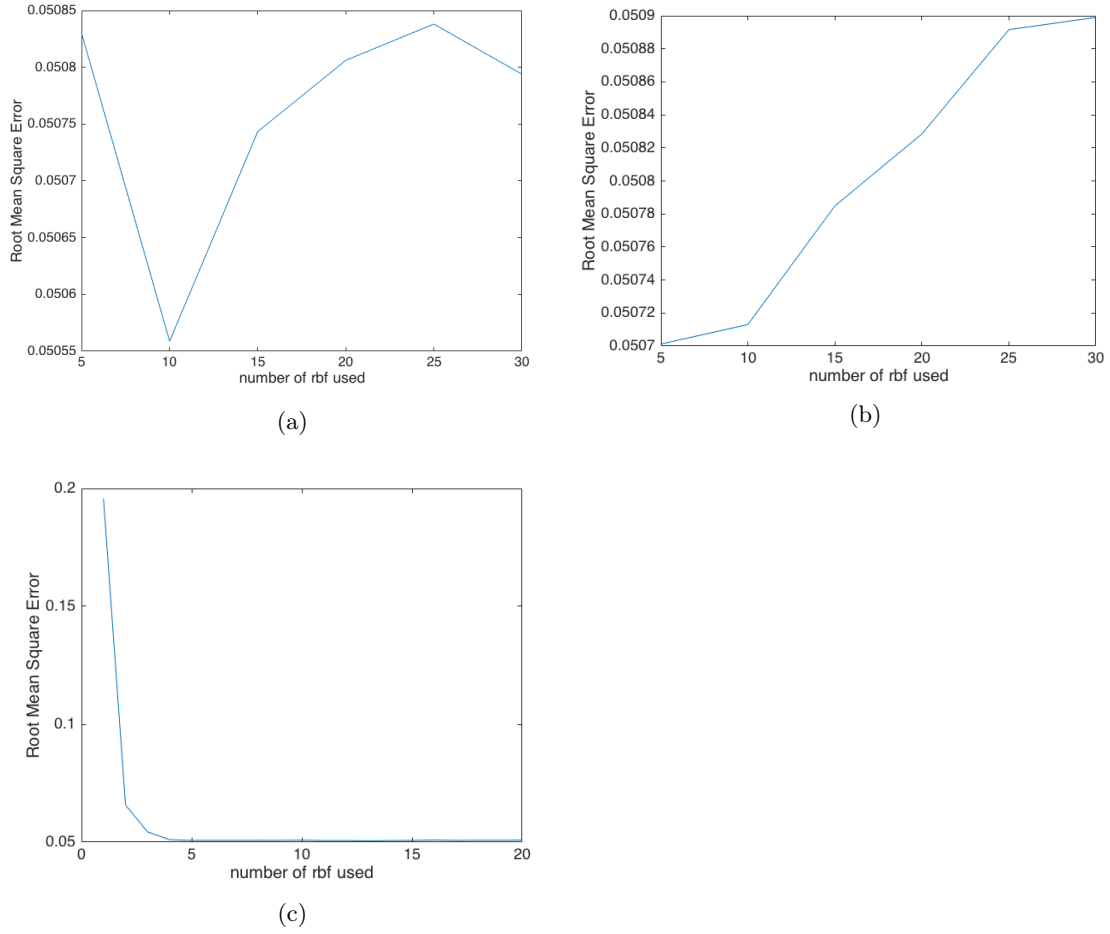 0.05085
0.0508
0.05075
0.0507
0.05065
0.0506
0.05055
Root Mean Square Error
5 10 15 20 25 30
number of rbf used
(a)
0.0509
0.05088
0.05086
0.05084
0.05082
0.0508
0.05078
0.05076
0.05074
0.05072
0.0507
Root Mean Square Error
5 10 15 20 25 30
number of rbf used
(b)
0.2
0.15
0.1
0.05
Root Mean Square Error
0 5 10 15 20
number of rbf used
(c)